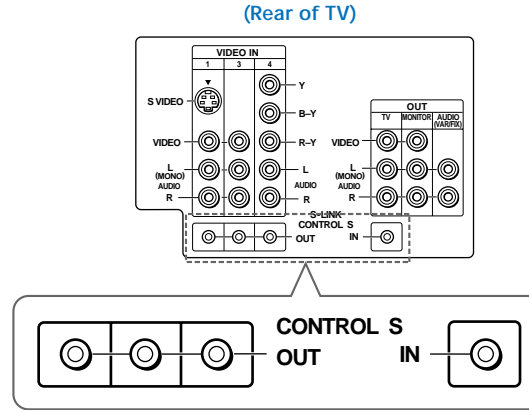 (Rear of TV)
VIDEO IN
1 3 4
S VIDEO
Y
B–Y
VIDEO
R–Y
L
(MONO)
AUDIO
R
L
AUDIO
R
OUT
TV MONITOR AUDIO
(VAR/FIX)
VIDEO
L
(MONO)
AUDIO
R
S-LINK
CONTROL S
OUT IN
CONTROL S
OUT IN